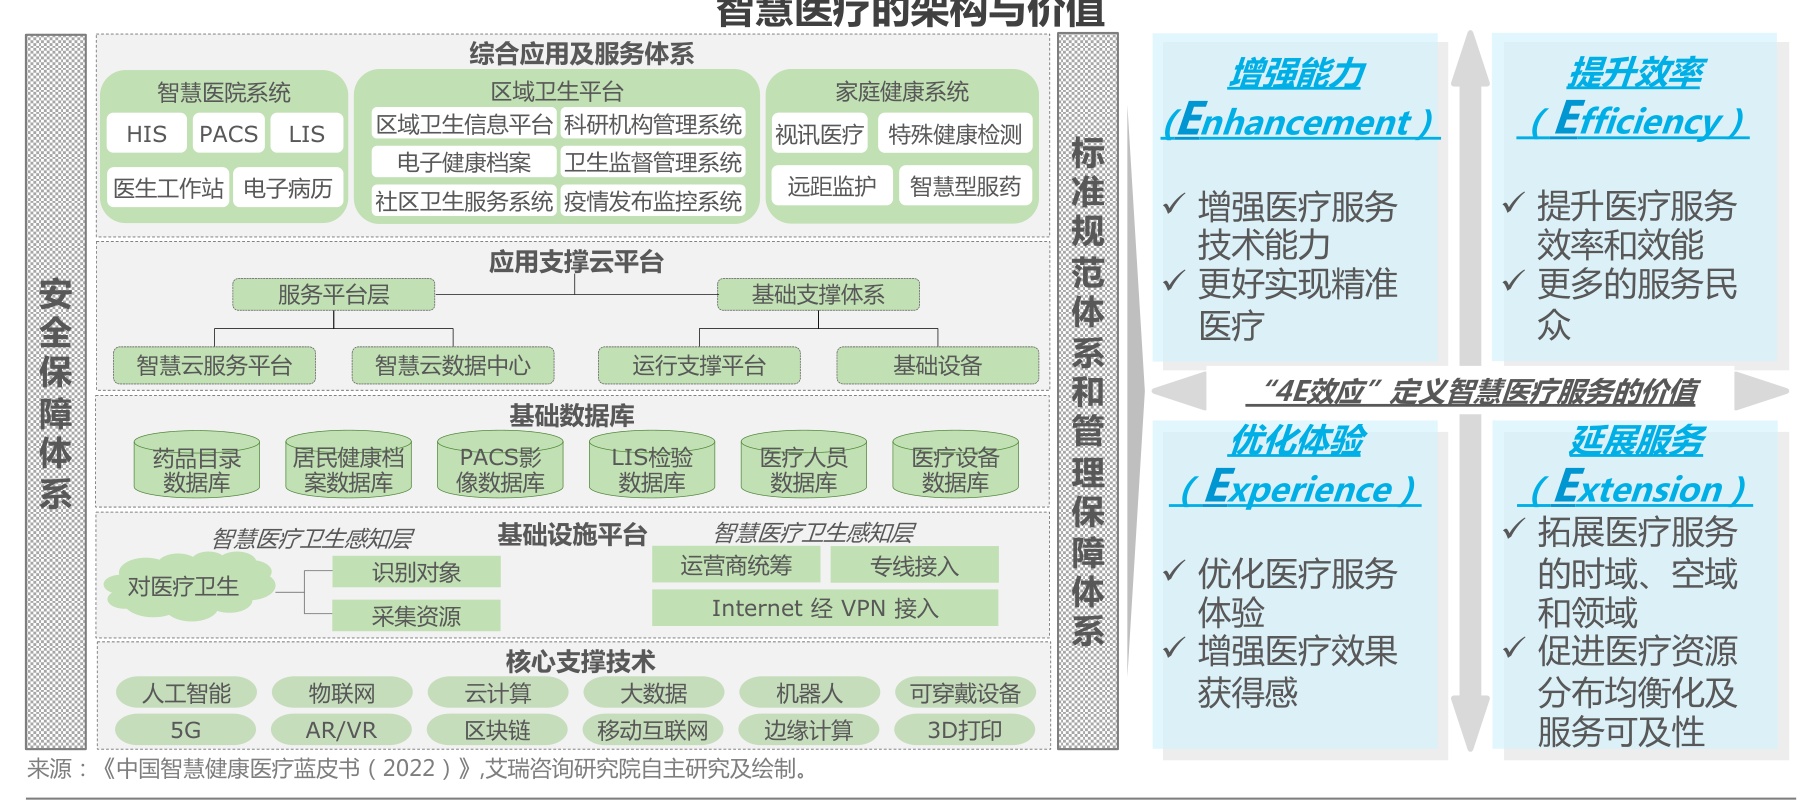 智慧医疗的架构与价值
安全保障体系
综合应用及服务体系
智慧医院系统
HIS
PACS
LIS
医生工作站
电子病历
区域卫生平台
区域卫生信息平台
科研机构管理系统
电子健康档案
卫生监督管理系统
社区卫生服务系统
疫情发布监控系统
家庭健康系统
视讯医疗
特殊健康检测
远距监护
智慧型服药
应用支撑云平台
服务平台层
基础支撑体系
智慧云服务平台
智慧云数据中心
运行支撑平台
基础设备
基础数据库
药品目录
数据库
居民健康档
案数据库
PACS影
像数据库
LIS检验
数据库
医疗人员
数据库
医疗设备
数据库
基础设施平台
智慧医疗卫生感知层
对医疗卫生
识别对象
采集资源
智慧医疗卫生感知层
运营商统筹
专线接入
Internet 经 VPN 接入
核心支撑技术
人工智能
物联网
云计算
大数据
机器人
可穿戴设备
5G
AR/VR
区块链
移动互联网
边缘计算
3D打印
标准规范体系和管理保障体系
增强能力
（Enhancement）
✓ 增强医疗服务
技术能力
✓ 更好实现精准
医疗
提升效率
（Efficiency）
✓ 提升医疗服务
效率和效能
✓ 更多的服务民
众
“4E效应”定义智慧医疗服务的价值
优化体验
（Experience）
✓ 优化医疗服务
体验
✓ 增强医疗效果
获得感
延展服务
（Extension）
✓ 拓展医疗服务
的时域、空域
和领域
✓ 促进医疗资源
分布均衡化及
服务可及性
来源：《中国智慧健康医疗蓝皮书（2022）》,艾瑞咨询研究院自主研究及绘制。